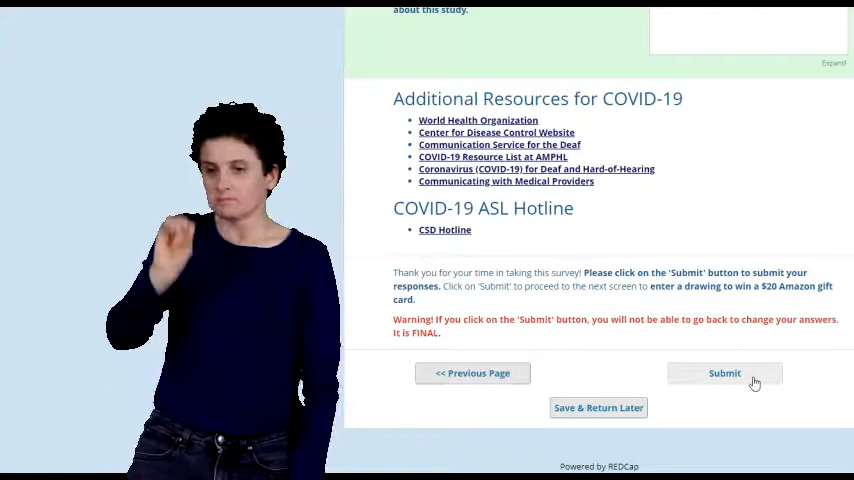 about this study.
Expand
Additional Resources for COVID-19
World Health Organization
Center for Disease Control Website
Communication Service for the Deaf
COVID-19 Resource List at AMPHL
Coronavirus (COVID-19) for Deaf and Hard-of-Hearing
Communicating with Medical Providers
COVID-19 ASL Hotline
CSD Hotline
Thank you for your time in taking this survey! Please click on the 'Submit' button to submit your
responses. Click on 'Submit' to proceed to the next screen to enter a drawing to win a $20 Amazon gift
card.
Warning! If you click on the 'Submit' button, you will not be able to go back to change your answers.
It is FINAL.
<< Previous Page
Submit
Save & Return Later
Powered by REDCap